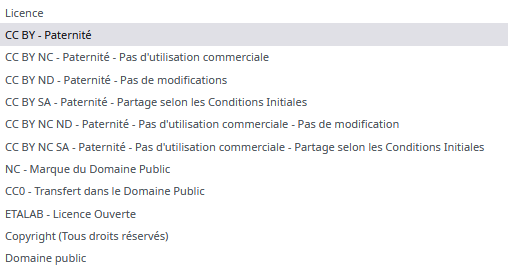 Licence
CC BY - Paternité
CC BY NC - Paternité - Pas d'utilisation commerciale
CC BY ND - Paternité - Pas de modifications
CC BY SA - Paternité - Partage selon les Conditions Initiales
CC BY NC ND - Paternité - Pas d'utilisation commerciale - Pas de modification
CC BY NC SA - Paternité - Pas d'utilisation commerciale - Partage selon les Conditions Initiales
NC - Marque du Domaine Public
CC0 - Transfert dans le Domaine Public
ETALAB - Licence Ouverte
Copyright (Tous droits réservés)
Domaine public